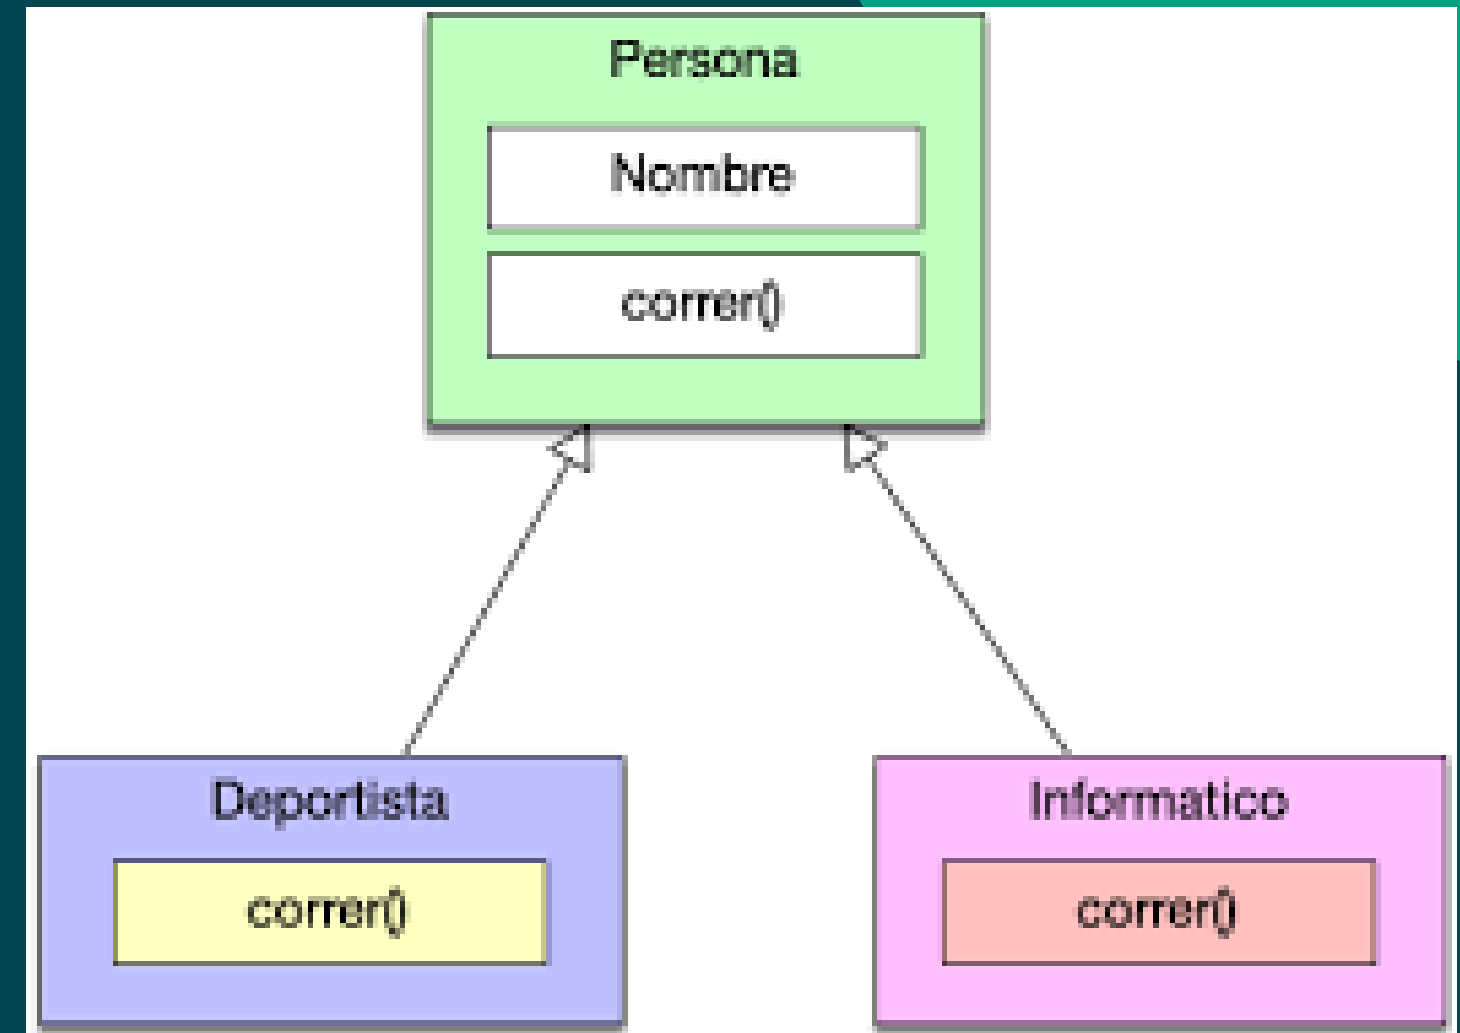 Persona
Nombre
correr()
Deportista
Informatico
correr()
correr()